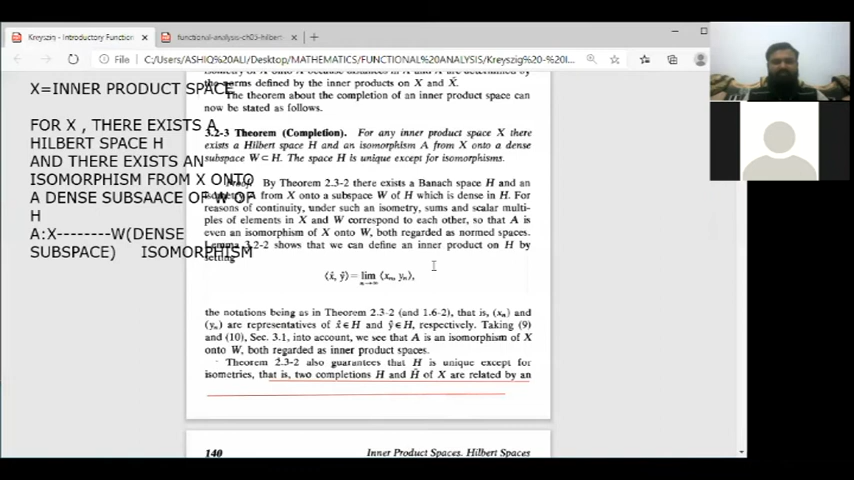 Kreyszig - Introductory Function
functional-analysis-ch03-hilbert
File | C:/Users/ASHIQ%20ALI/Desktop/MATHEMATICS/FUNCTIONAL%20ANALYSIS/Kreyszig%20-%20I...
X=INNER PRODUCT SPACE
FOR X , THERE EXISTS A
HILBERT SPACE H
AND THERE EXISTS AN
ISOMORPHISM FROM X ONTO
A DENSE SUBSAACE OF W OF
H
A:X--------W(DENSE
SUBSPACE) ISOMORPHISM
the norms defined by the inner products on X and X̂.
The theorem about the completion of an inner product space can
now be stated as follows.
3.2-3 Theorem (Completion). For any inner product space X there
exists a Hilbert space H and an isomorphism A from X onto a dense
subspace W ⊂ H. The space H is unique except for isomorphisms.
Proof. By Theorem 2.3-2 there exists a Banach space H and an
isometry A from X onto a subspace W of H which is dense in H. For
reasons of continuity, under such an isometry, sums and scalar multi-
ples of elements in X and W correspond to each other, so that A is
even an isomorphism of X onto W, both regarded as normed spaces.
Lemma 3.2-2 shows that we can define an inner product on H by
setting
⟨x̂, ŷ⟩ = lim ⟨xₙ, yₙ⟩,
n→∞
the notations being as in Theorem 2.3-2 (and 1.6-2), that is, (xₙ) and
(yₙ) are representatives of x̂ ∈ H and ŷ ∈ H, respectively. Taking (9)
and (10), Sec. 3.1, into account, we see that A is an isomorphism of X
onto W, both regarded as inner product spaces.
Theorem 2.3-2 also guarantees that H is unique except for
isometries, that is, two completions H and H̃ of X are related by an
140 Inner Product Spaces. Hilbert Spaces